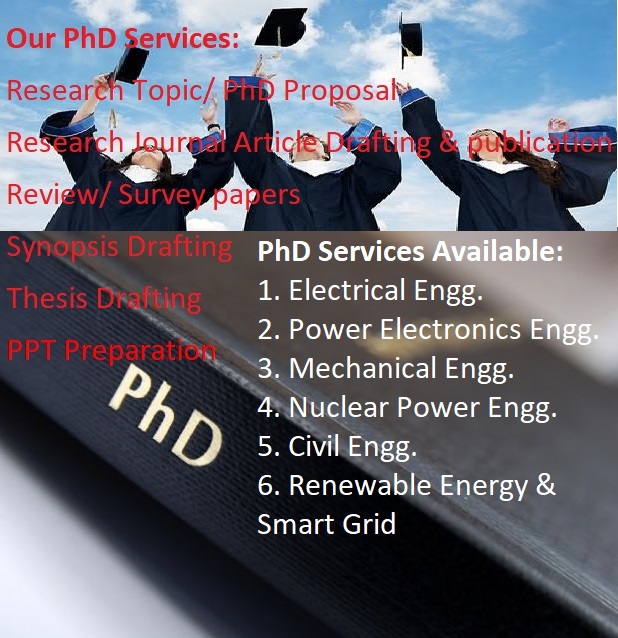 Our PhD Services:
Research Topic/ PhD Proposal
Research Journal Article Drafting & publication
Review/ Survey papers
Synopsis Drafting
Thesis Drafting
PPT Preparation
PhD Services Available:
1. Electrical Engg.
2. Power Electronics Engg.
3. Mechanical Engg.
4. Nuclear Power Engg.
5. Civil Engg.
6. Renewable Energy &
Smart Grid
PhD